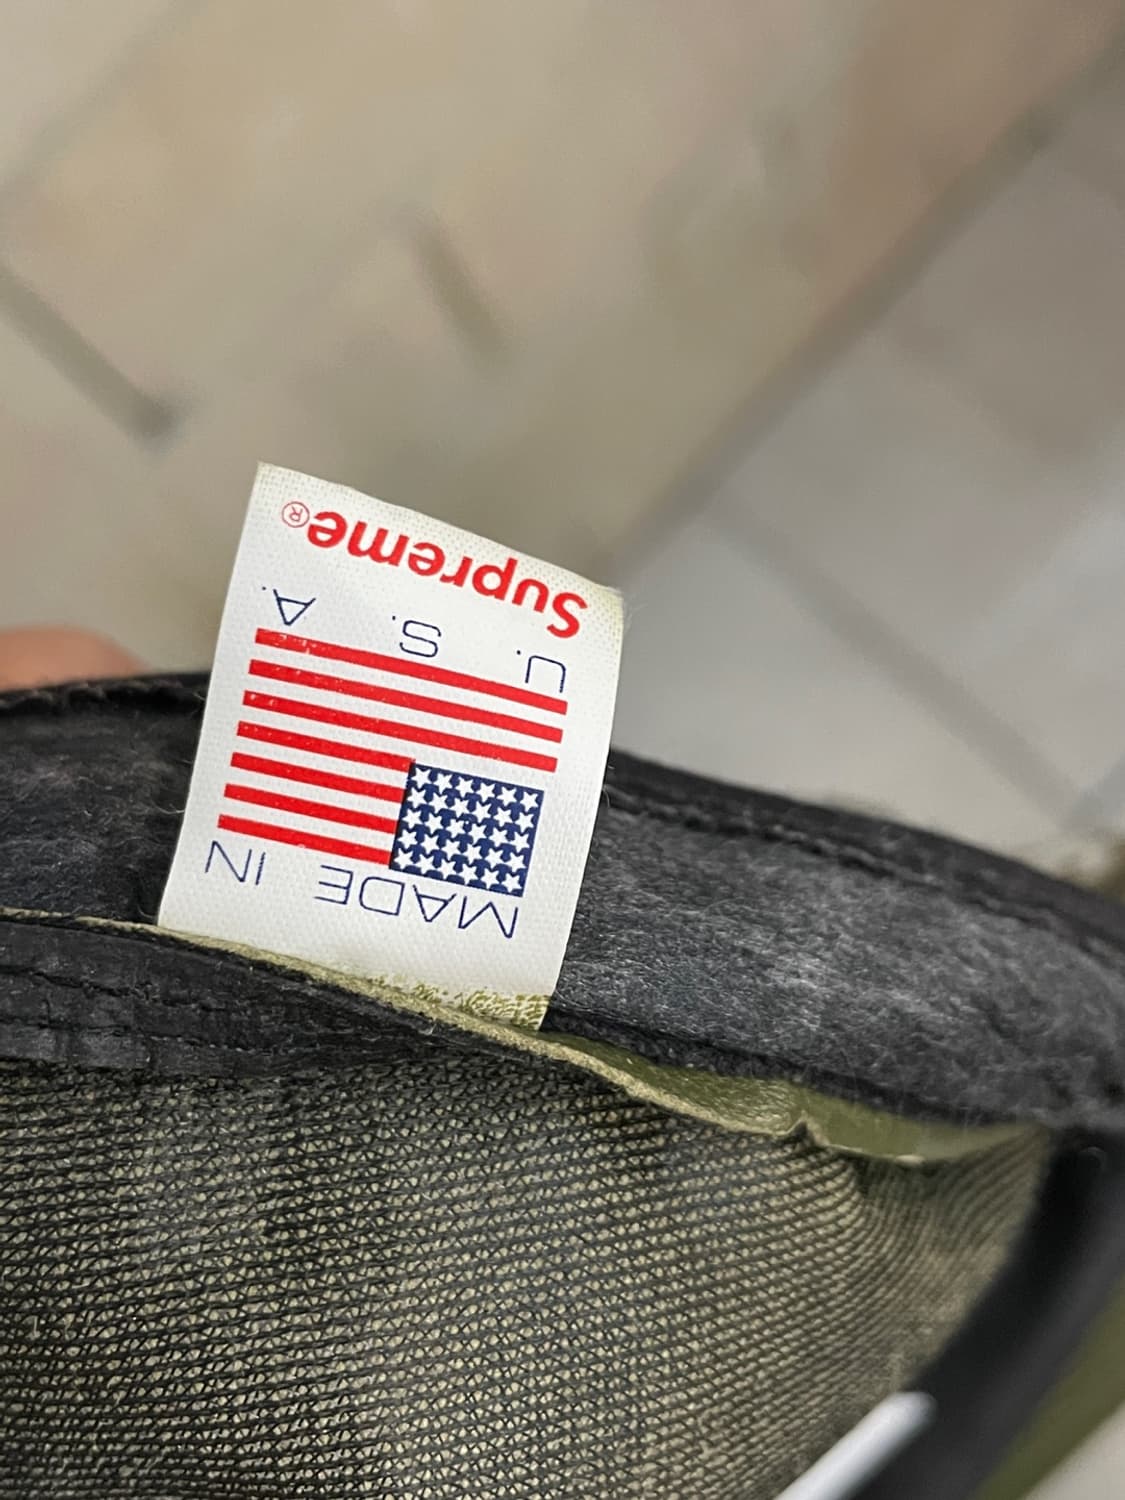 MADE IN
U. S. A.
Supreme®